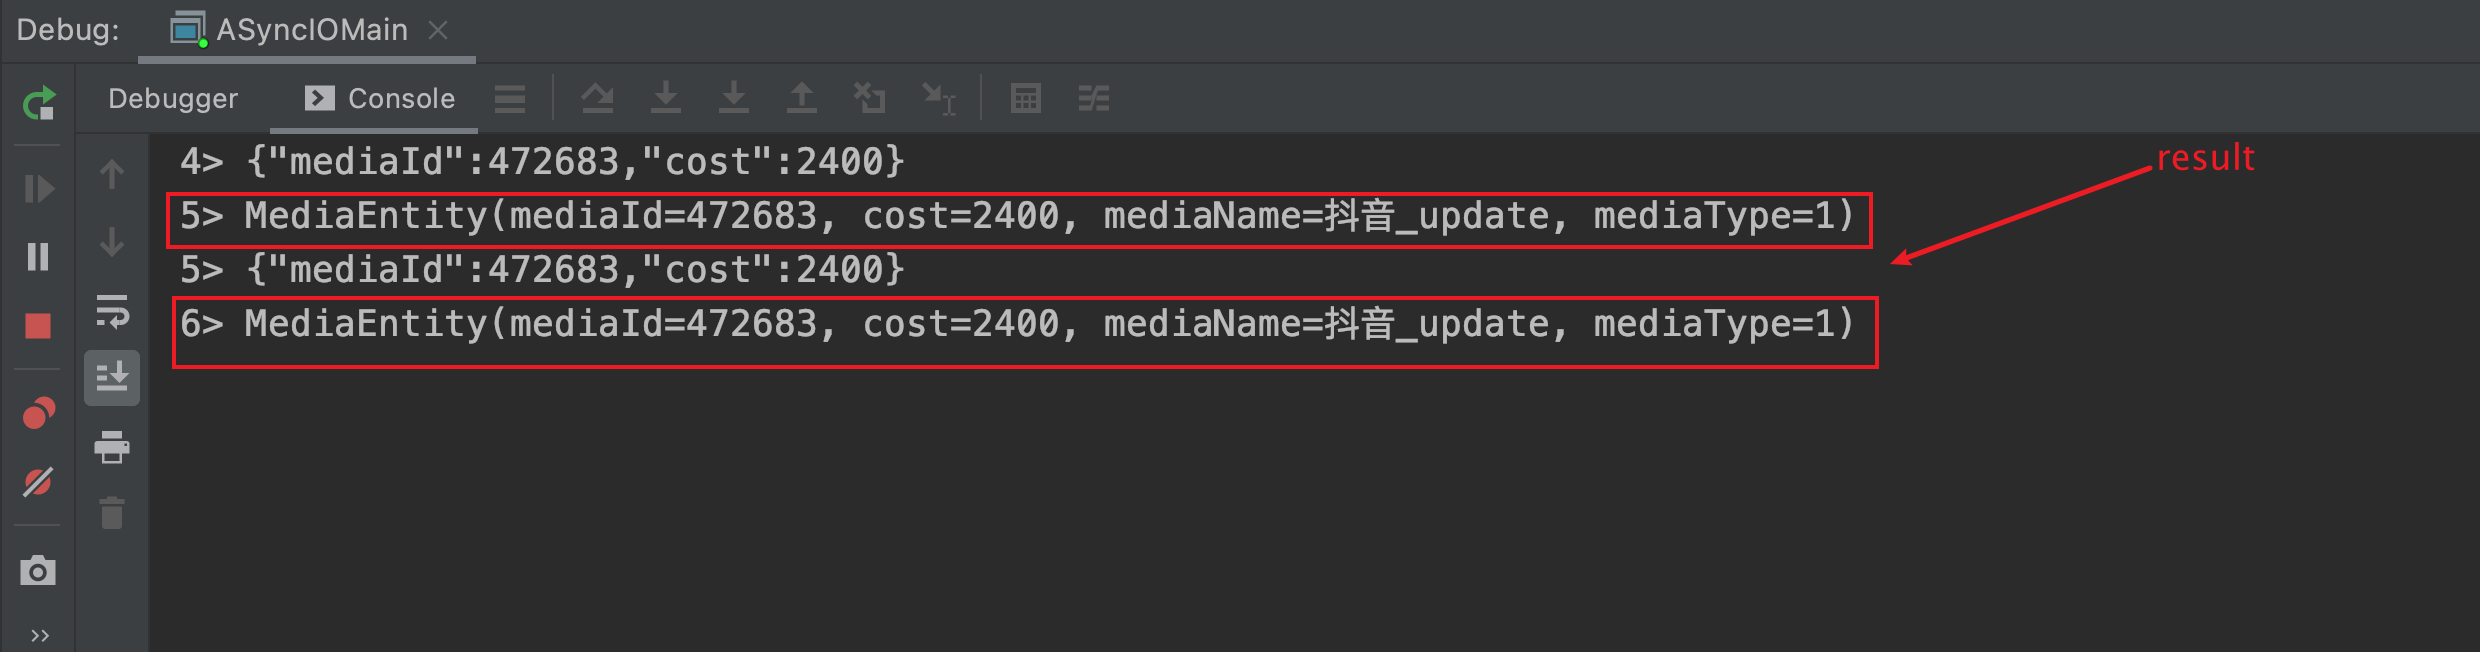 Debug: ASyncIOMain
Debugger Console
4> {"mediaId":472683,"cost":2400}
result
5> MediaEntity(mediaId=472683, cost=2400, mediaName=抖音_update, mediaType=1)
5> {"mediaId":472683,"cost":2400}
6> MediaEntity(mediaId=472683, cost=2400, mediaName=抖音_update, mediaType=1)